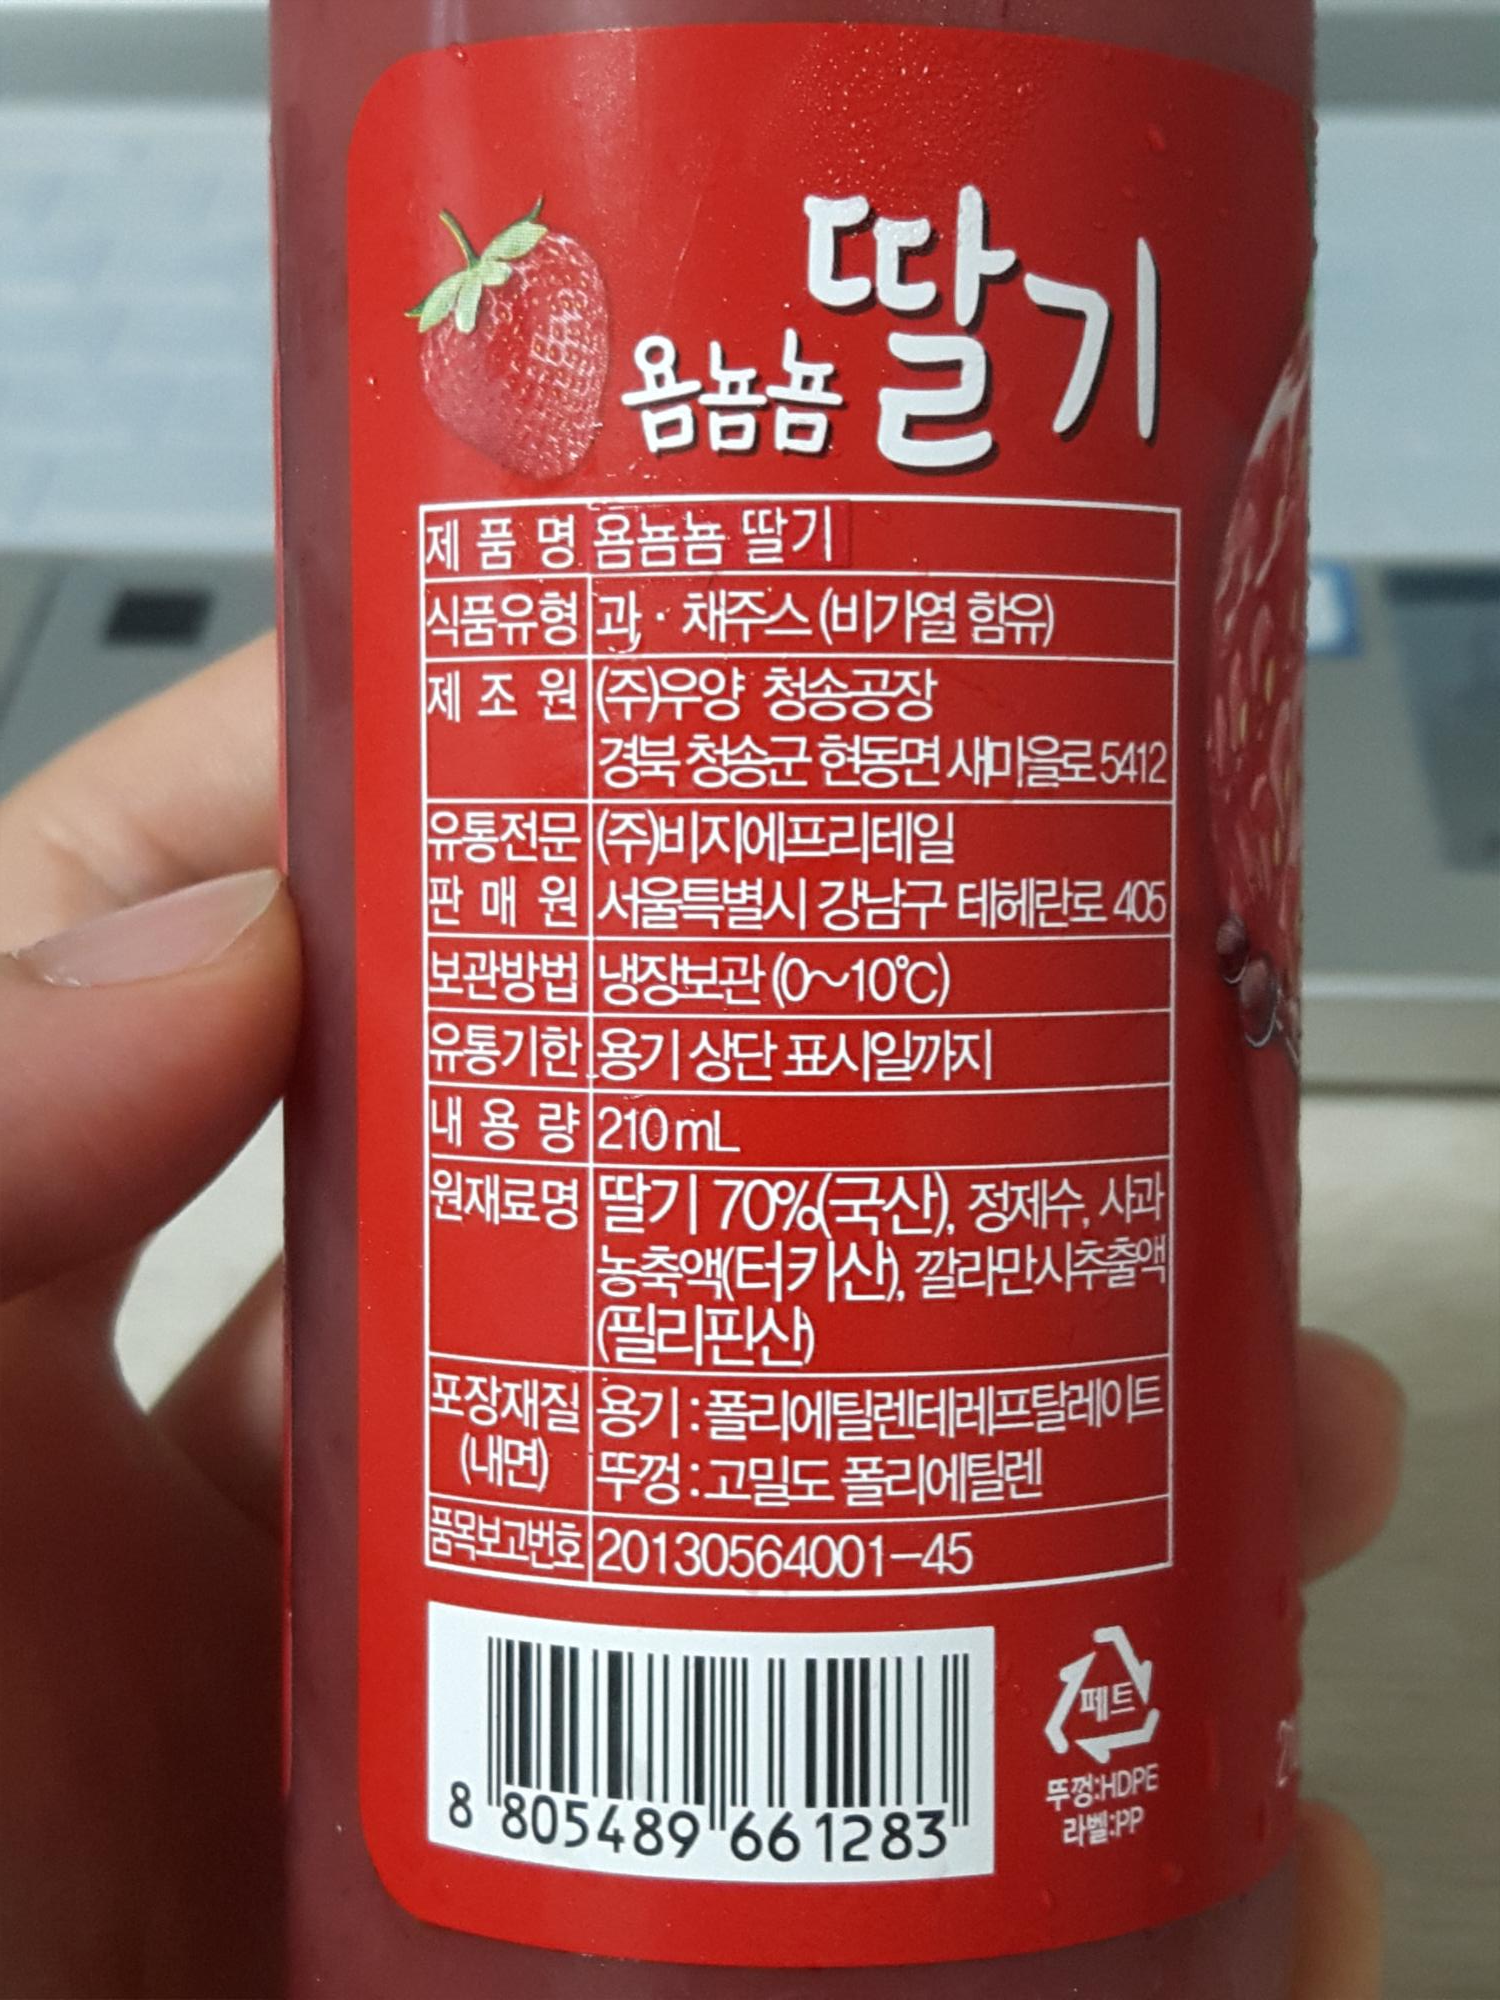 욤뇸뇸 딸기
제 품 명 욤뇸뇸 딸기
식품유형 과 · 채주스 (비가열 함유)
제 조 원 (주)우양 청송공장
경북 청송군 현동면 새마을로 5412
유통전문 (주)비지에프리테일
판 매 원 서울특별시 강남구 테헤란로 405
보관방법 냉장보관 (0~10℃)
유통기한 용기 상단 표시일까지
내 용 량 210 mL
원재료명 딸기 70%(국산), 정제수, 사과
농축액(터키산), 깔라만시추출액
(필리핀산)
포장재질 용기 : 폴리에틸렌테레프탈레이트
(내면) 뚜껑 : 고밀도 폴리에틸렌
품목보고번호 20130564001-45
페트
뚜껑:HDPE
라벨:PP
8 805489 661283